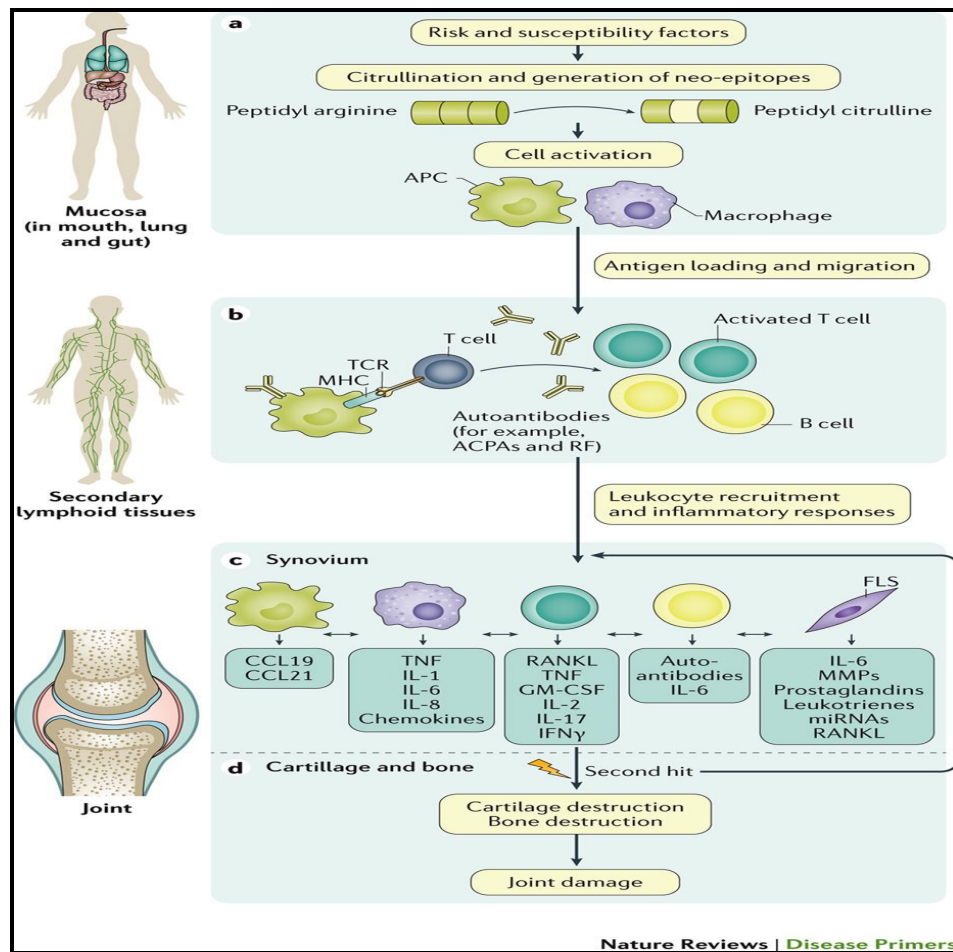 a
Risk and susceptibility factors
Citrullination and generation of neo-epitopes
Peptidyl arginine
Peptidyl citrulline
Cell activation
APC
Macrophage
Mucosa
(in mouth, lung
and gut)
Antigen loading and migration
b
T cell
TCR
MHC
Activated T cell
Autoantibodies
(for example,
ACPAs and RF)
B cell
Secondary
lymphoid tissues
Leukocyte recruitment
and inflammatory responses
c Synovium
FLS
CCL19
CCL21
TNF
IL-1
IL-6
IL-8
Chemokines
RANKL
TNF
GM-CSF
IL-2
IL-17
IFNγ
Auto-
antibodies
IL-6
IL-6
MMPs
Prostaglandins
Leukotrienes
miRNAs
RANKL
Joint
d Cartillage and bone
Second hit
Cartilage destruction
Bone destruction
Joint damage
Nature Reviews | Disease Primers